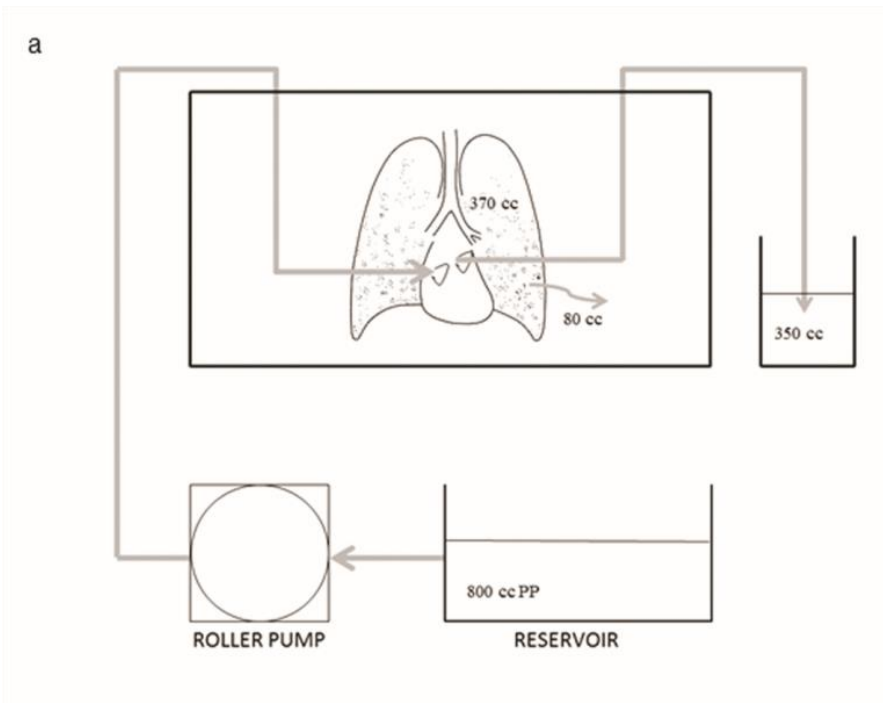 a
370 cc
80 cc
350 cc
800 cc PP
ROLLER PUMP
RESERVOIR